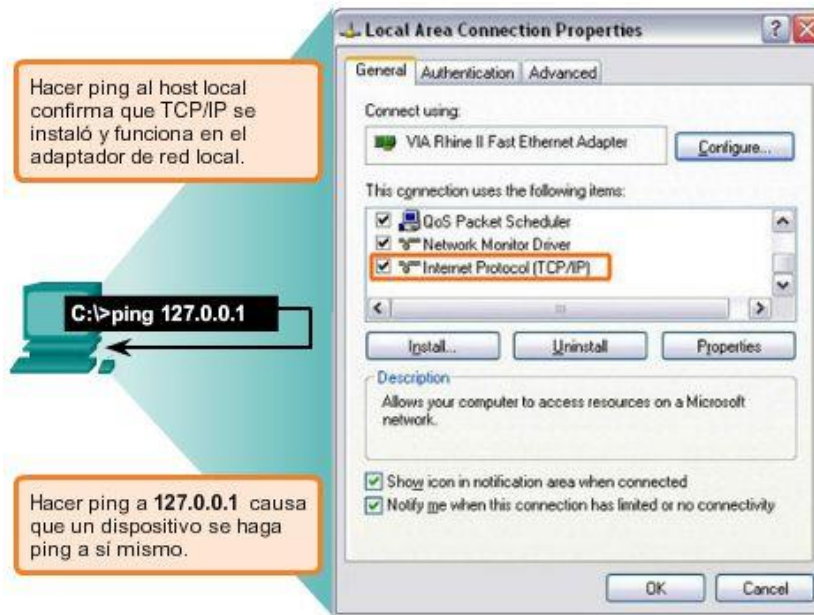 Hacer ping al host local
confirma que TCP/IP se
instaló y funciona en el
adaptador de red local.
C:\>ping 127.0.0.1
Hacer ping a 127.0.0.1 causa
que un dispositivo se haga
ping a sí mismo.
Local Area Connection Properties
General Authentication Advanced
Connect using:
VIA Rhine II Fast Ethernet Adapter
Configure...
This connection uses the following items:
QoS Packet Scheduler
Network Monitor Driver
Internet Protocol (TCP/IP)
Install... Uninstall Properties
Description
Allows your computer to access resources on a Microsoft
network.
Show icon in notification area when connected
Notify me when this connection has limited or no connectivity
OK Cancel